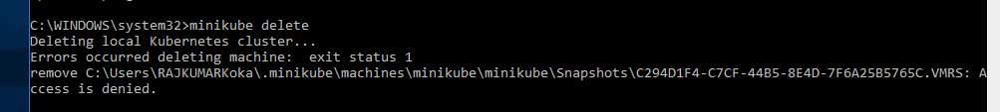 C:\WINDOWS\system32>minikube delete
Deleting local Kubernetes cluster...
Errors occurred deleting machine:  exit status 1
remove C:\Users\RAJKUMARKoka\.minikube\machines\minikube\minikube\Snapshots\C294D1F4-C7CF-44B5-8E4D-7F6A25B5765C.VMRS: A
ccess is denied.